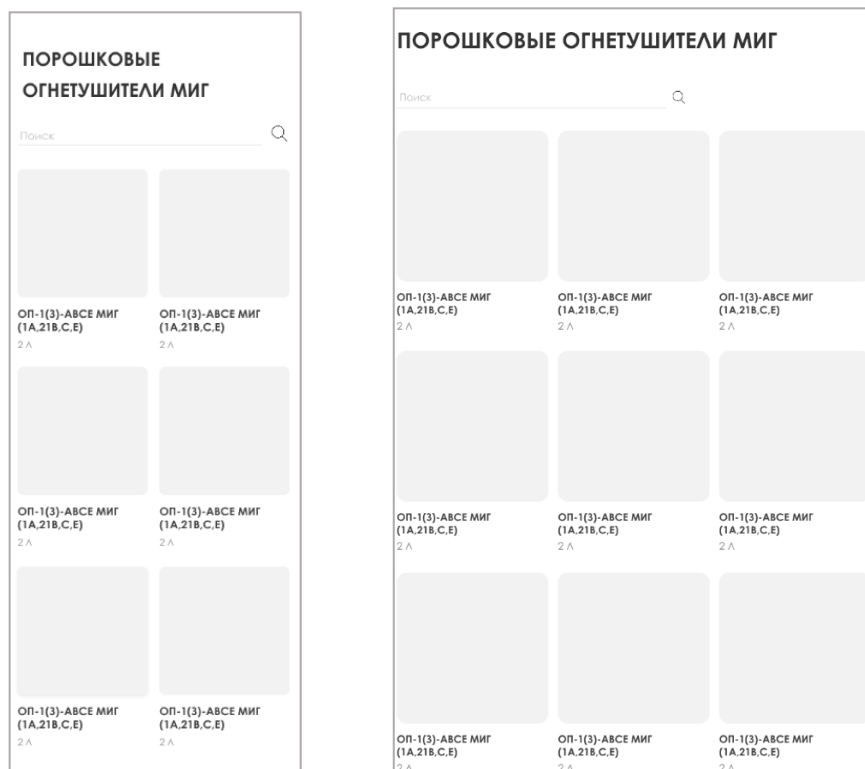 ПОРОШКОВЫЕ
ОГНЕТУШИТЕЛИ МИГ
Поиск
ОП-1(3)-АВСЕ МИГ
(1А,21В,С,Е)
2 Л
ОП-1(3)-АВСЕ МИГ
(1А,21В,С,Е)
2 Л
ОП-1(3)-АВСЕ МИГ
(1А,21В,С,Е)
2 Л
ОП-1(3)-АВСЕ МИГ
(1А,21В,С,Е)
2 Л
ОП-1(3)-АВСЕ МИГ
(1А,21В,С,Е)
2 Л
ОП-1(3)-АВСЕ МИГ
(1А,21В,С,Е)
2 Л
ПОРОШКОВЫЕ ОГНЕТУШИТЕЛИ МИГ
Поиск
ОП-1(3)-АВСЕ МИГ
(1А,21В,С,Е)
2 Л
ОП-1(3)-АВСЕ МИГ
(1А,21В,С,Е)
2 Л
ОП-1(3)-АВСЕ МИГ
(1А,21В,С,Е)
2 Л
ОП-1(3)-АВСЕ МИГ
(1А,21В,С,Е)
2 Л
ОП-1(3)-АВСЕ МИГ
(1А,21В,С,Е)
2 Л
ОП-1(3)-АВСЕ МИГ
(1А,21В,С,Е)
2 Л
ОП-1(3)-АВСЕ МИГ
(1А,21В,С,Е)
2 Л
ОП-1(3)-АВСЕ МИГ
(1А,21В,С,Е)
2 Л
ОП-1(3)-АВСЕ МИГ
(1А,21В,С,Е)
2 Л